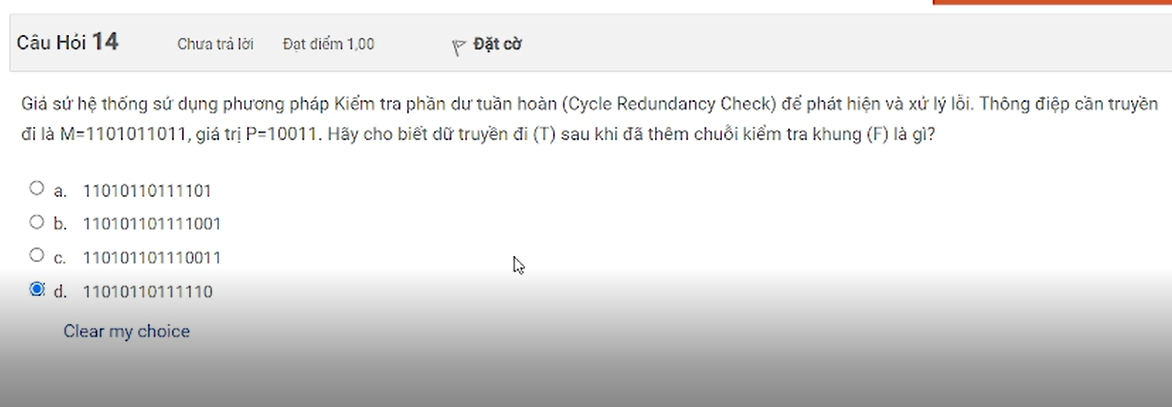 Câu Hỏi 14 Chưa trả lời Đạt điểm 1,00 Đặt cờ
Giả sử hệ thống sử dụng phương pháp Kiểm tra phần dư tuần hoàn (Cycle Redundancy Check) để phát hiện và xử lý lỗi. Thông điệp cần truyền
đi là M=1101011011, giá trị P=10011. Hãy cho biết dữ truyền đi (T) sau khi đã thêm chuỗi kiểm tra khung (F) là gì?
a. 11010110111101
b. 110101101111001
c. 110101101110011
d. 11010110111110
Clear my choice